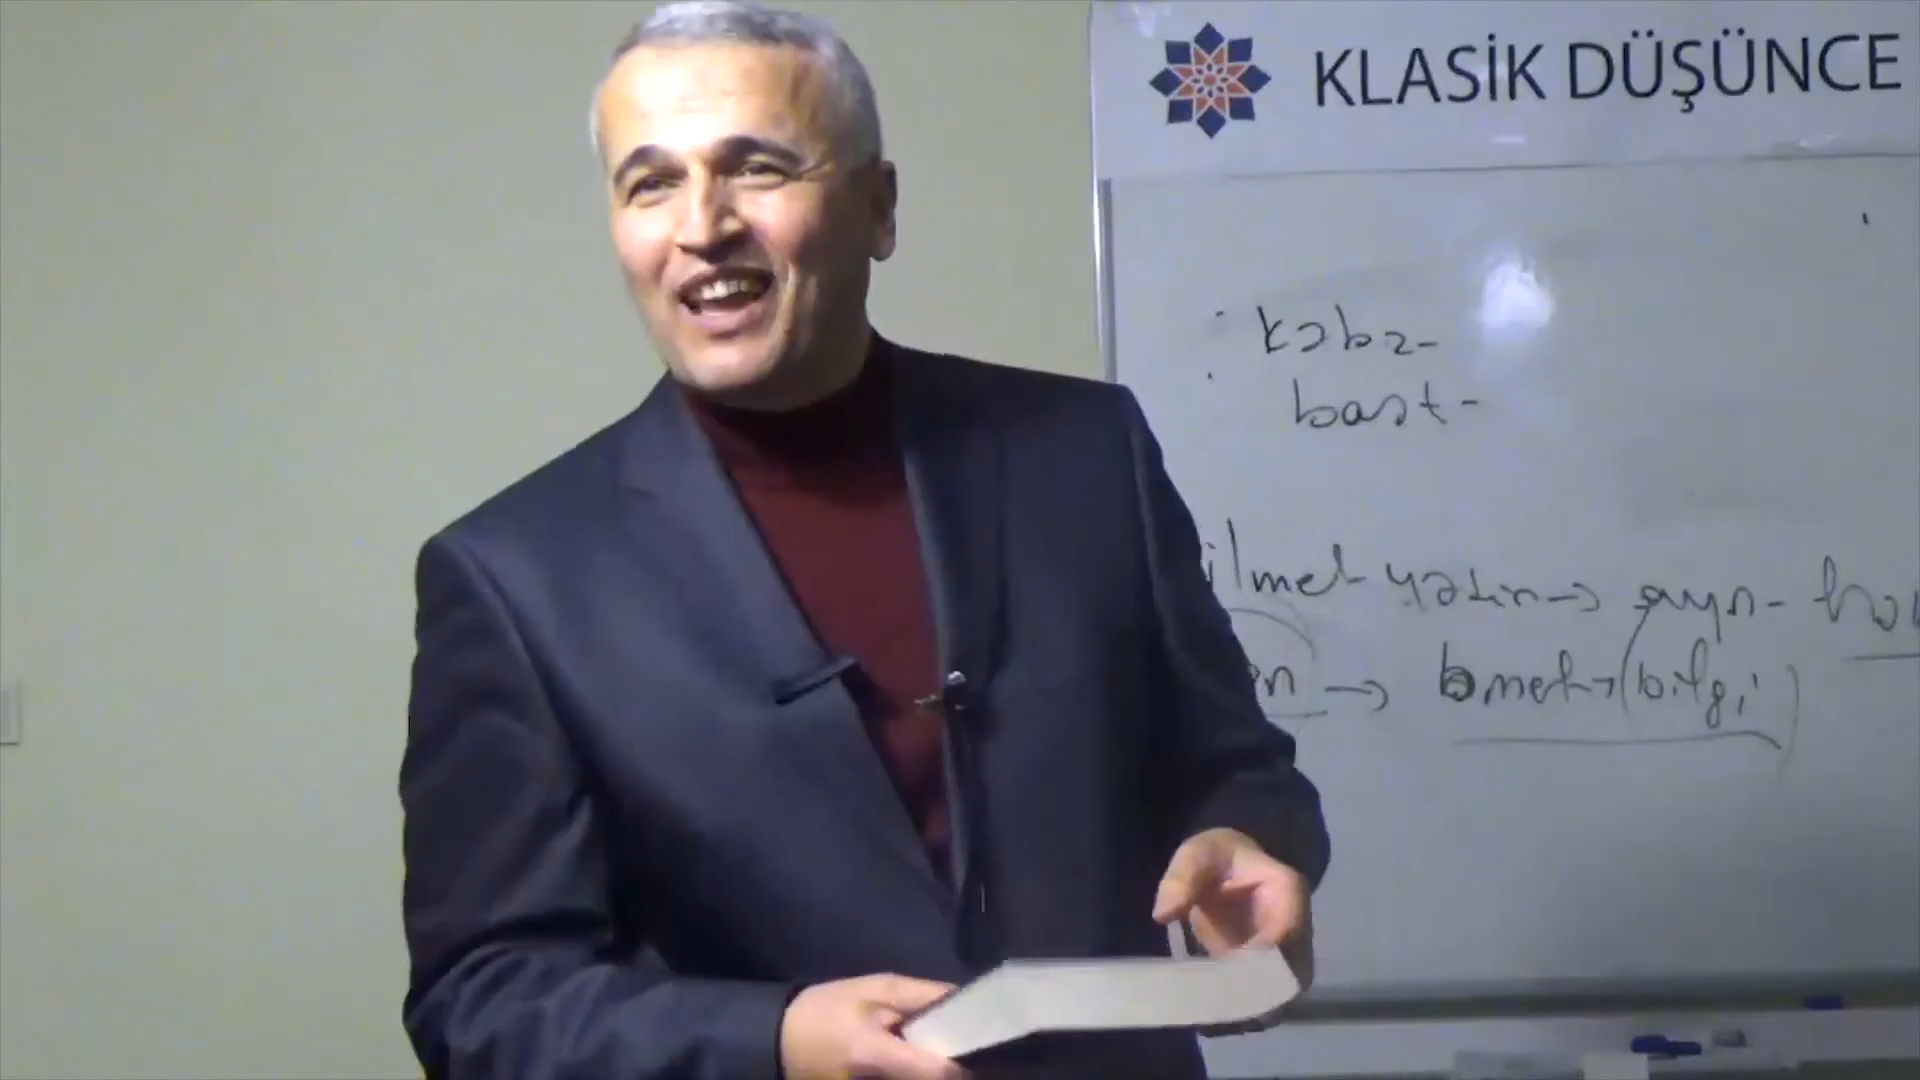 KLASİK DÜŞÜNCE
kabz-
bast-
ilmel yakin→ ayn- hak
→ (bilgi)